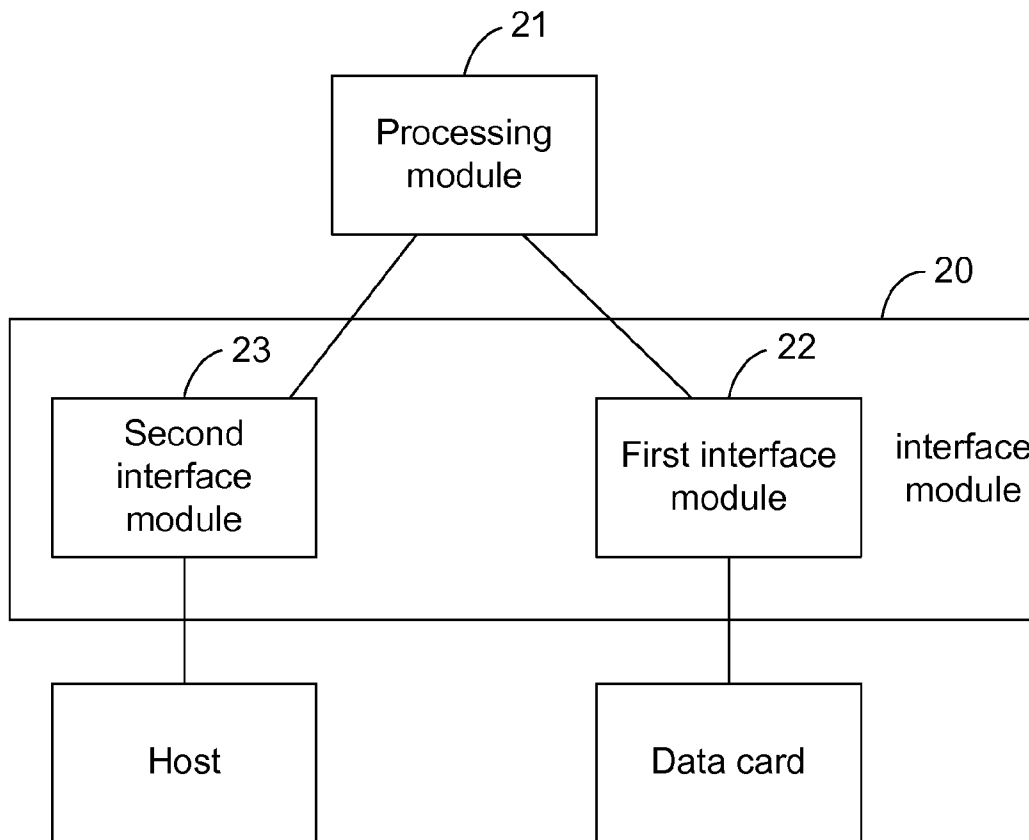 21
Processing
module
20
23
22
Second
interface
module
First interface
module
interface
module
Host
Data card